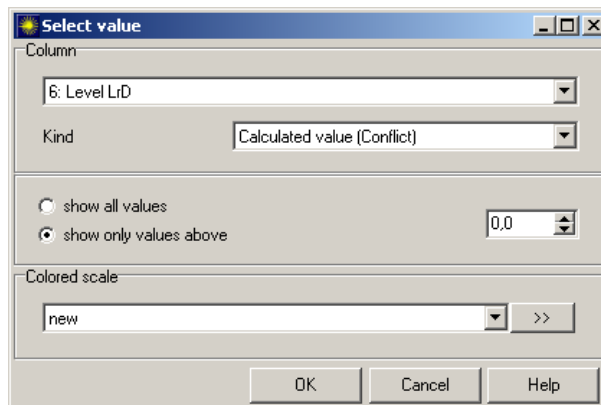 Select value
Column
6: Level LrD
Kind Calculated value (Conflict)
show all values
show only values above 0,0
Colored scale
new >>
OK Cancel Help